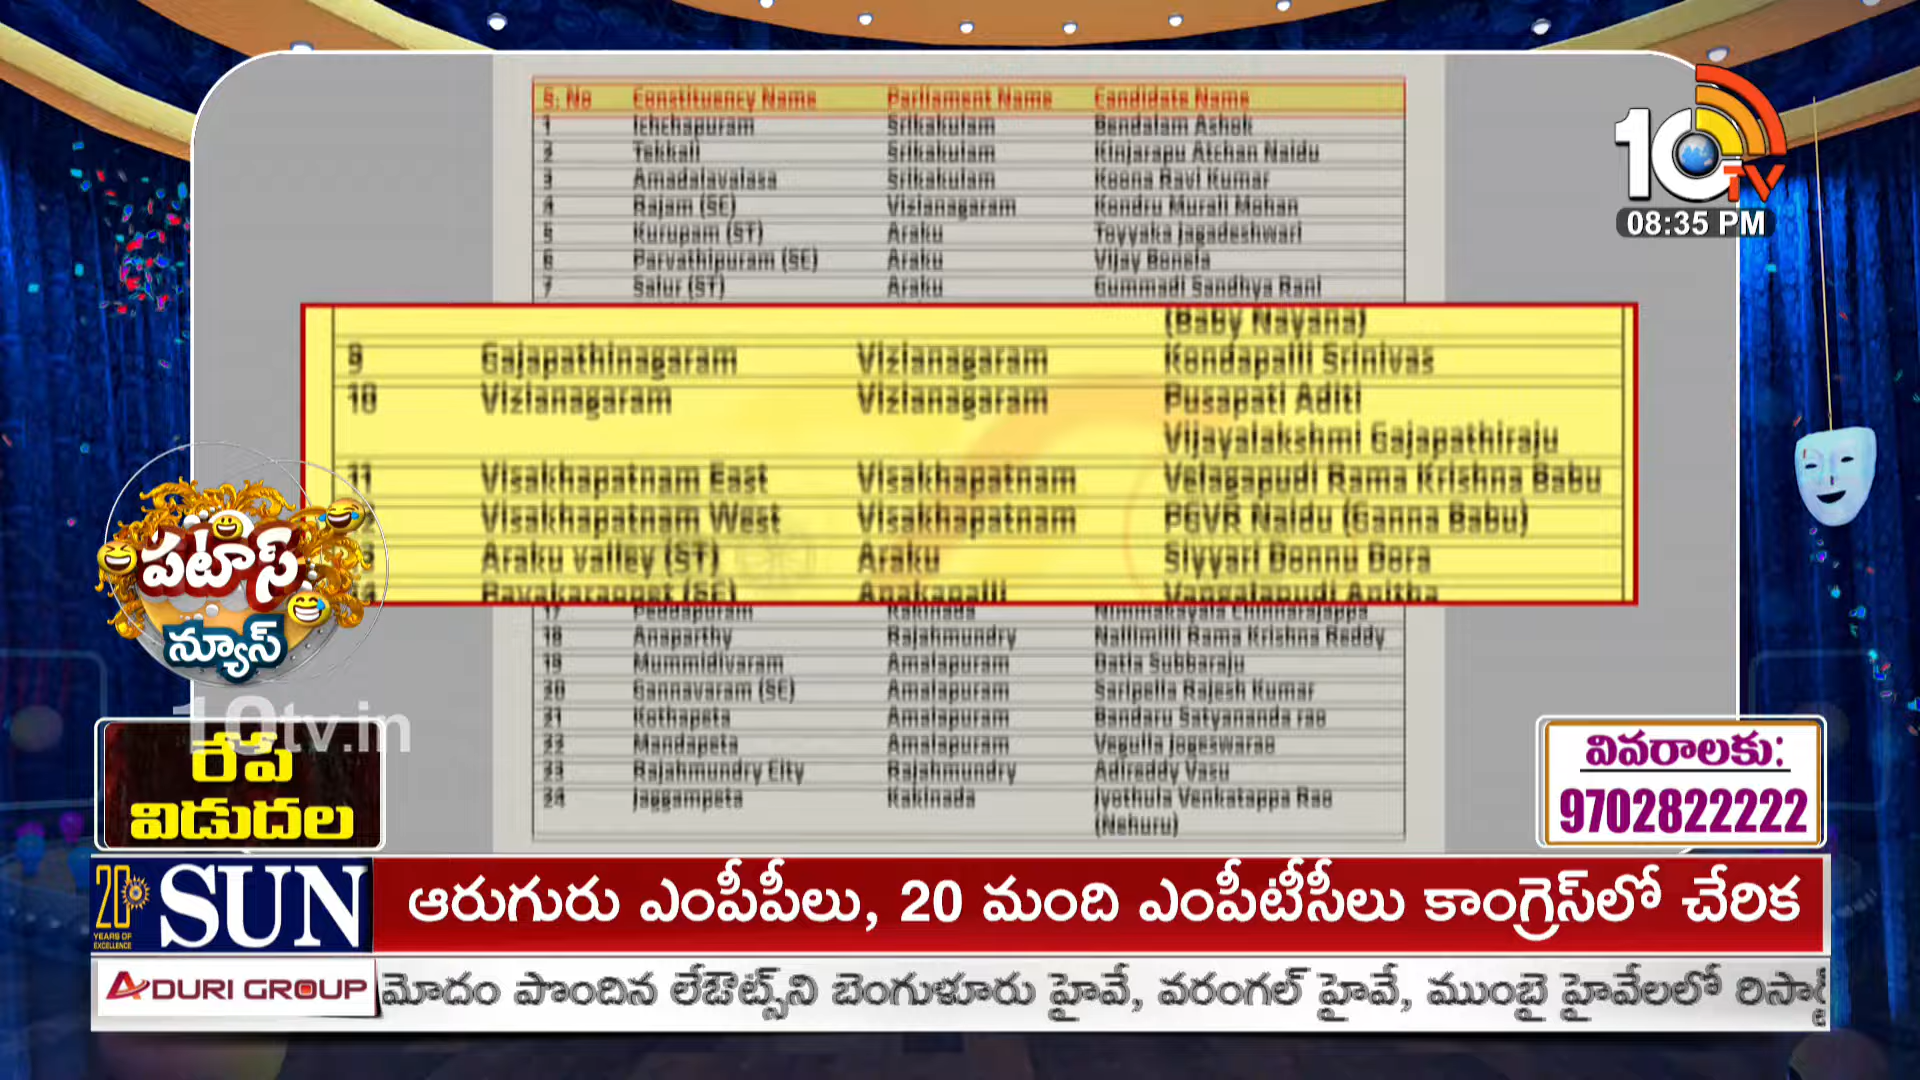 S. No Constituency Name Parliament Name Candidate Name
1 Ichchapuram Srikakulam Bendalam Ashok
2 Tekkali Srikakulam Kinjarapu Atchan Naidu
3 Amadalavalasa Srikakulam Koona Ravi Kumar
4 Rajam (SC) Vizianagaram Kondru Murali Mohan
5 Kurupam (ST) Araku Toyyaka Jagadeshwari
6 Parvathipuram (SC) Araku Vijay Bonela
7 Salur (ST) Araku Gummadi Sandhya Rani
(Baby Nayana)
9 Gajapathinagaram Vizianagaram Kondapalli Srinivas
10 Vizianagaram Vizianagaram Pusapati Aditi
Vijayalakshmi Gajapathiraju
11 Visakhapatnam East Visakhapatnam Velagapudi Rama Krishna Babu
Visakhapatnam West Visakhapatnam PGVR Naidu (Ganna Babu)
Araku valley (ST) Araku Siyyari Donnu Dora
Payakaraopet (SC) Anakapalli Vangalapudi Anitha
17 Peddapuram Kakinada Nimmakayala Chinnarajappa
18 Anaparthy Rajahmundry Nallimilli Rama Krishna Reddy
19 Mummidivaram Amalapuram Datla Subbaraju
20 Gannavaram (SC) Amalapuram Saripella Rajesh Kumar
21 Kothapeta Amalapuram Bandaru Satyananda rao
22 Mandapeta Amalapuram Vegulla Jogeswarao
23 Rajahmundry City Rajahmundry Adireddy Vasu
24 Jaggampeta Kakinada Jyothula Venkatappa Rao
(Nehuru)
10TV
08:35 PM
పటాస్
న్యూస్
10tv.in
రేపే
విడుదల
వివరాలకు:
9702822222
20 YEARS OF EXCELLENCE SUN
ఆరుగురు ఎంపీపీలు, 20 మంది ఎంపీటీసీలు కాంగ్రెస్‌లో చేరిక
ADURI GROUP
మోదం పొందిన లేఔట్స్‌ని బెంగుళూరు హైవే, వరంగల్ హైవే, ముంబై హైవేలలో